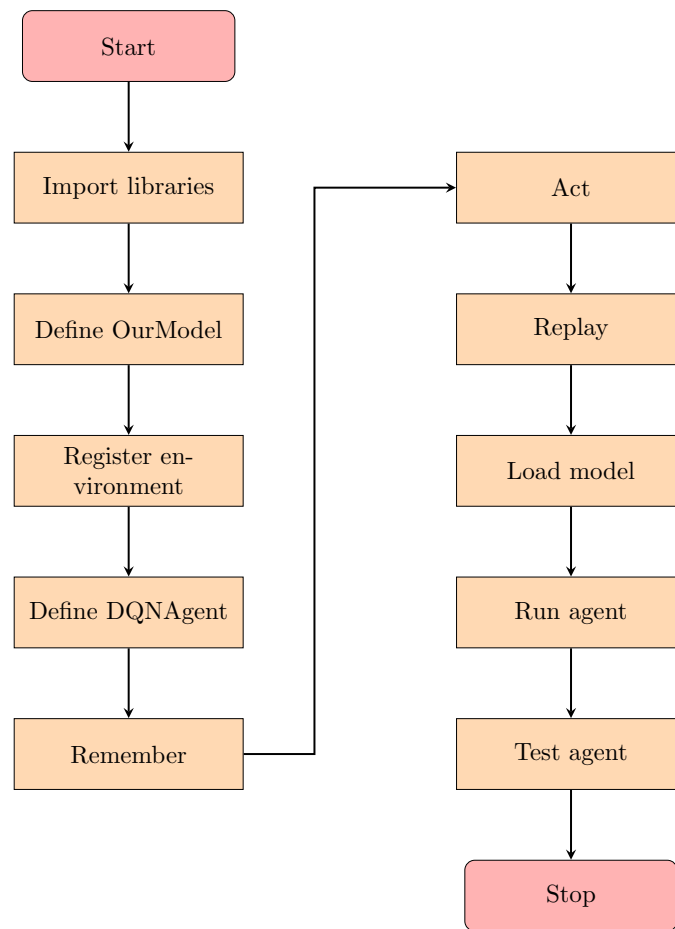 Start
Import libraries
Define OurModel
Register en-
vironment
Define DQNAgent
Remember
Act
Replay
Load model
Run agent
Test agent
Stop